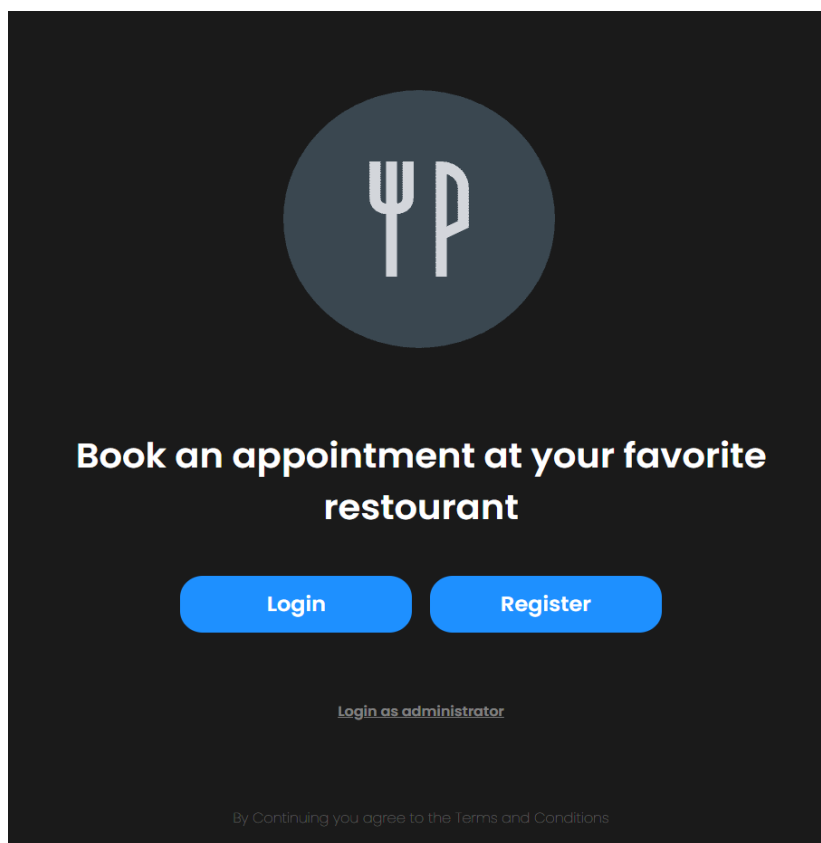 Book an appointment at your favorite
restourant
Login
Register
Login as administrator
By Continuing you agree to the Terms and Conditions